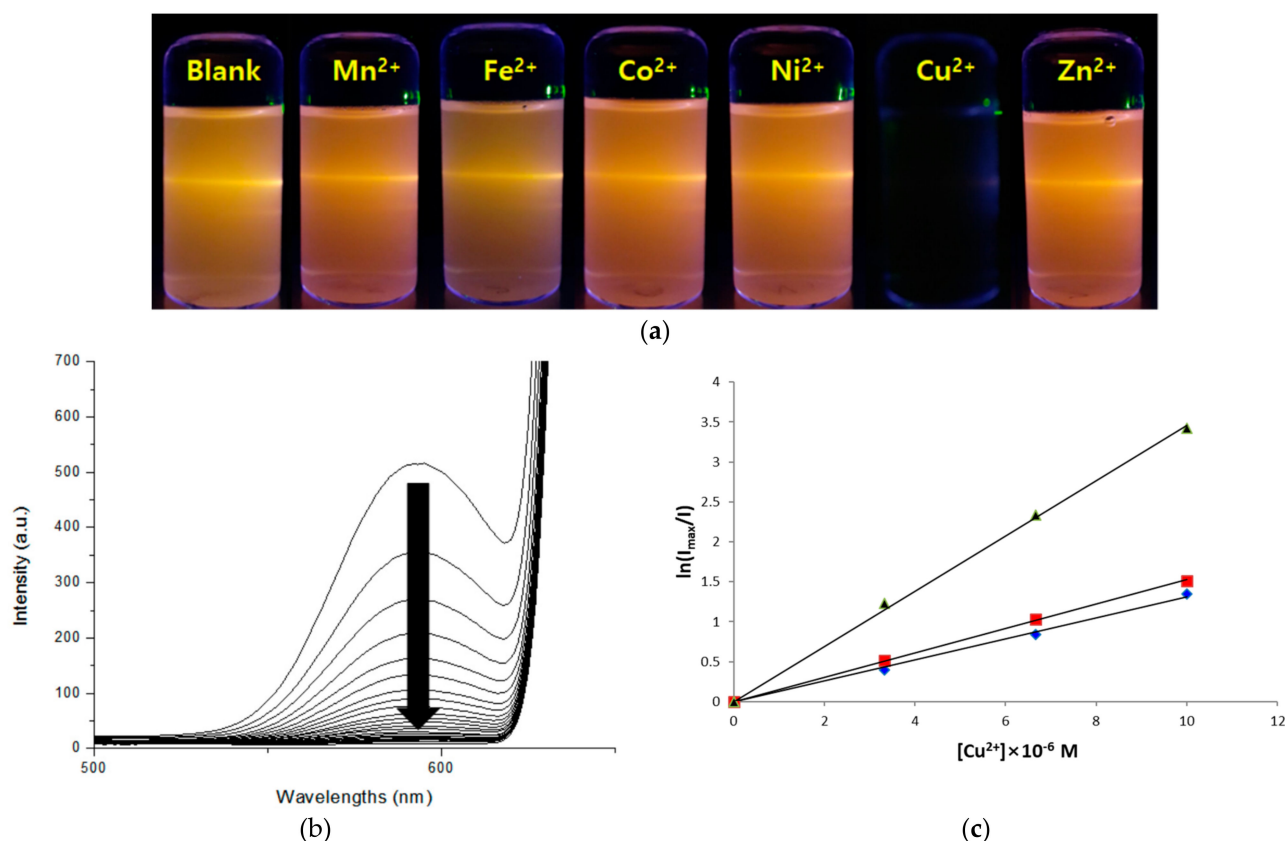 Blank Mn²⁺ Fe²⁺ Co²⁺ Ni²⁺ Cu²⁺ Zn²⁺
(a)
700
600
500
400
300
200
100
0
500 600
Intensity (a.u.)
Wavelengths (nm)
(b)
4
3.5
3
2.5
2
1.5
1
0.5
0
0 2 4 6 8 10 12
ln(Iₘₐₓ/I)
[Cu²⁺]×10⁻⁶ M
(c)